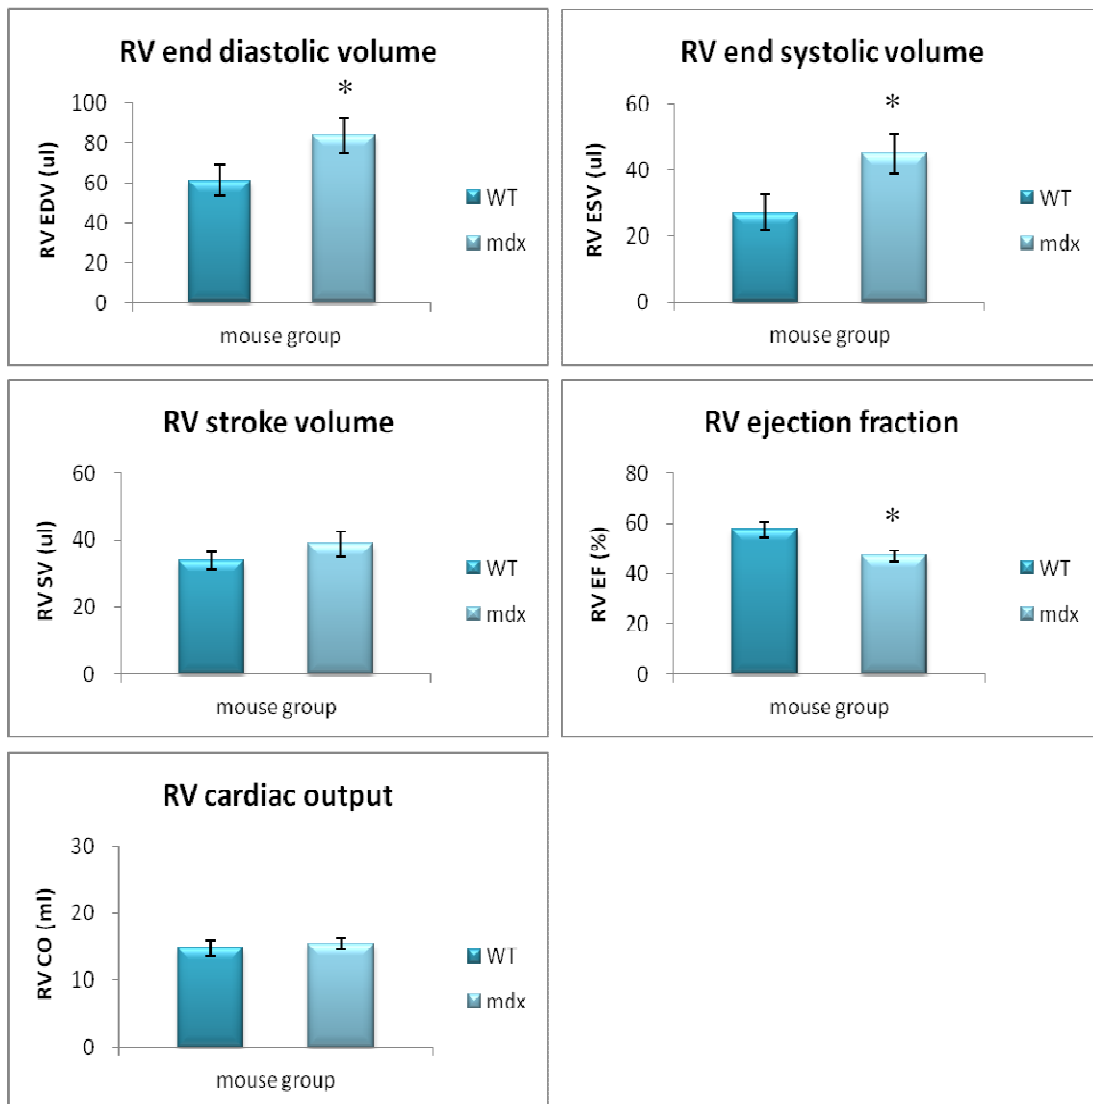 RV end diastolic volume
*
100
80
60
40
20
0
RV EDV (ul)
WT
mdx
mouse group
RV end systolic volume
*
60
40
20
0
RV ESV (ul)
WT
mdx
mouse group
RV stroke volume
60
40
20
0
RV SV (ul)
WT
mdx
mouse group
RV ejection fraction
*
80
60
40
20
0
RV EF (%)
WT
mdx
mouse group
RV cardiac output
30
20
10
0
RV CO (ml)
WT
mdx
mouse group